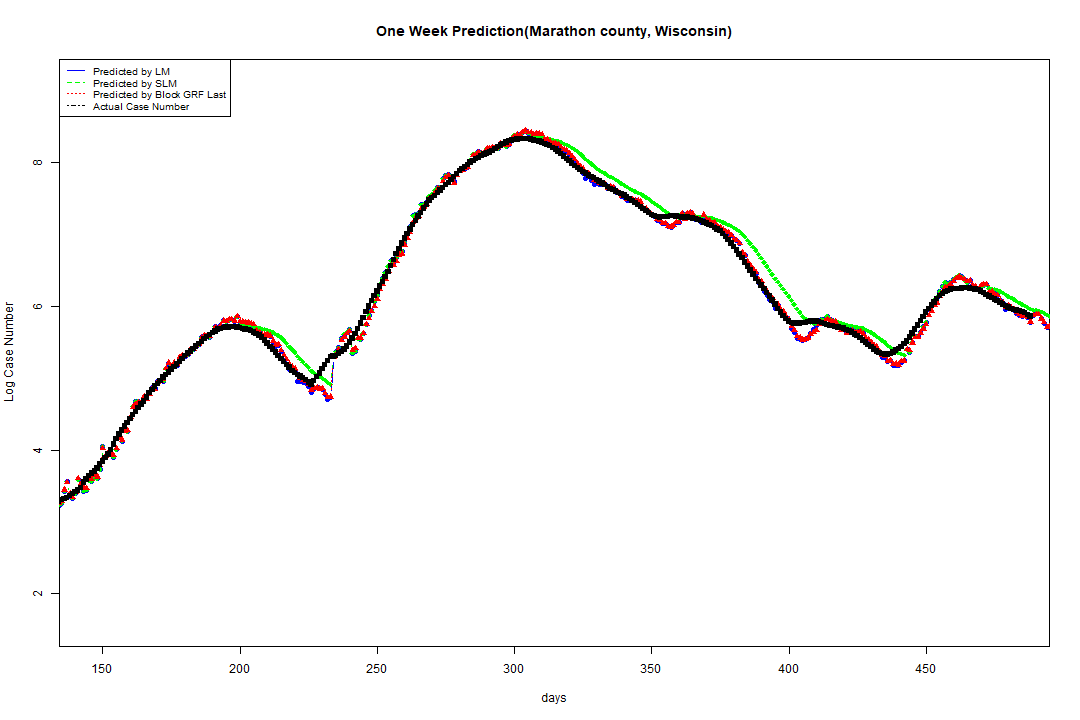 One Week Prediction(Marathon county, Wisconsin)
Predicted by LM
Predicted by SLM
Predicted by Block GRF Last
Actual Case Number
8
6
4
2
Log Case Number
150 200 250 300 350 400 450
days